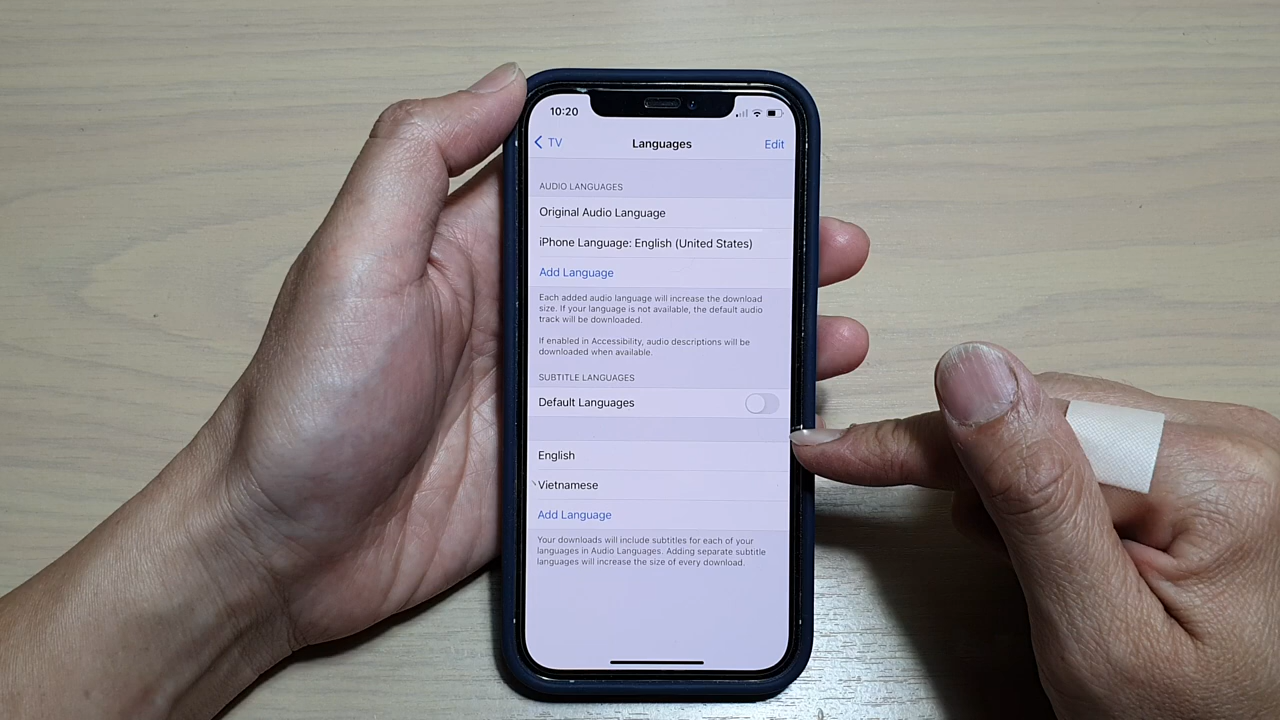 10:20
TV
Languages
Edit
AUDIO LANGUAGES
Original Audio Language
iPhone Language: English (United States)
Add Language
Each added audio language will increase the download
size. If your language is not available, the default audio
track will be downloaded.
If enabled in Accessibility, audio descriptions will be
downloaded when available.
SUBTITLE LANGUAGES
Default Languages
English
Vietnamese
Add Language
Your downloads will include subtitles for each of your
languages in Audio Languages. Adding separate subtitle
languages will increase the size of every download.